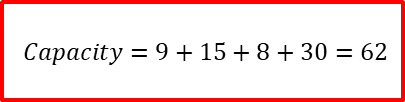 Capacity = 9 + 15 + 8 + 30 = 62